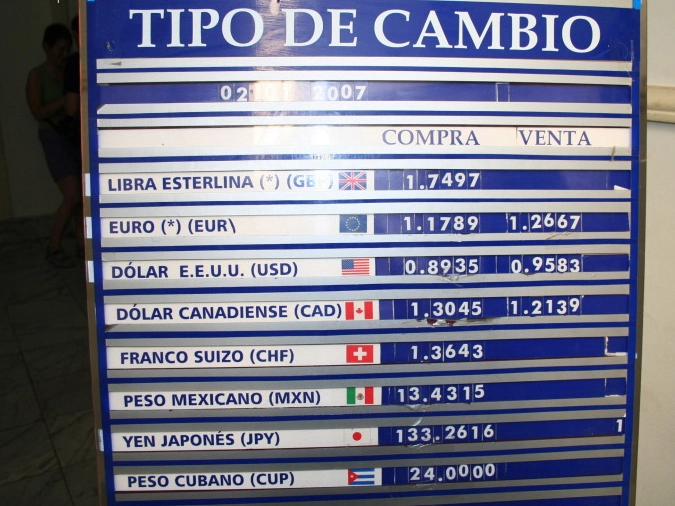 TIPO DE CAMBIO
02 01 2007
COMPRA VENTA
LIBRA ESTERLINA (*) (GB 1.7497
EURO (*) (EUR\ 1.1789 1.2667
DÓLAR E.E.U.U. (USD) 0.8935 0.9583
DÓLAR CANADIENSE (CAD) 1.3045 1.2139
FRANCO SUIZO (CHF) 1.3643
PESO MEXICANO (MXN) 13.4315
YEN JAPONÉS (JPY) 133.2616 1
PESO CUBANO (CUP) 24.0000